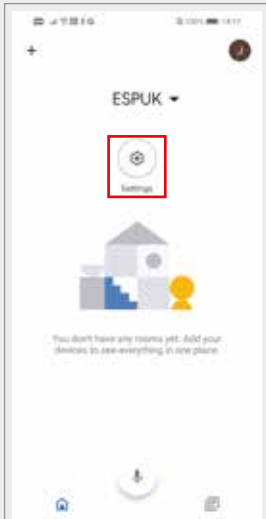 J
ESPUK
Settings
You don't have any rooms yet. Add your
devices to see everything in one place.